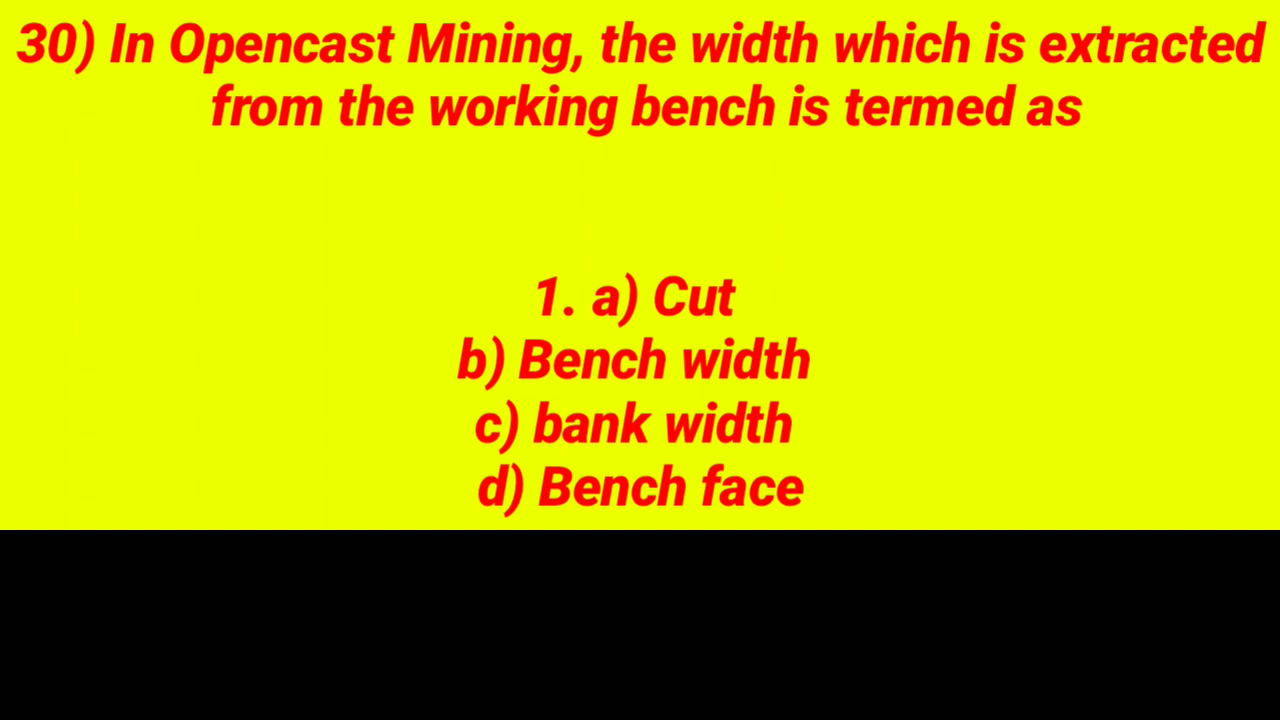 30) In Opencast Mining, the width which is extracted
from the working bench is termed as
1. a) Cut
b) Bench width
c) bank width
d) Bench face